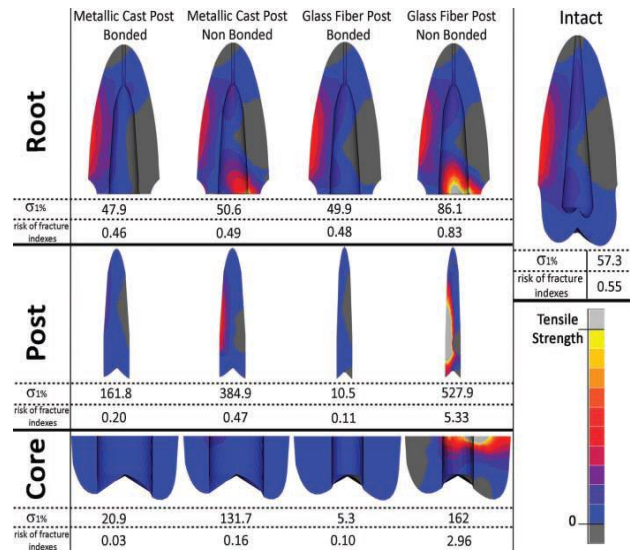 Metallic Cast Post Metallic Cast Post Glass Fiber Post Glass Fiber Post Intact
Bonded Non Bonded Bonded Non Bonded
Root
σ1% 47.9 50.6 49.9 86.1
risk of fracture
indexes 0.46 0.49 0.48 0.83
σ1% 57.3
risk of fracture
indexes 0.55
Post
σ1% 161.8 384.9 10.5 527.9
risk of fracture
indexes 0.20 0.47 0.11 5.33
Tensile
Strength
0
Core
σ1% 20.9 131.7 5.3 162
risk of fracture
indexes 0.03 0.16 0.10 2.96